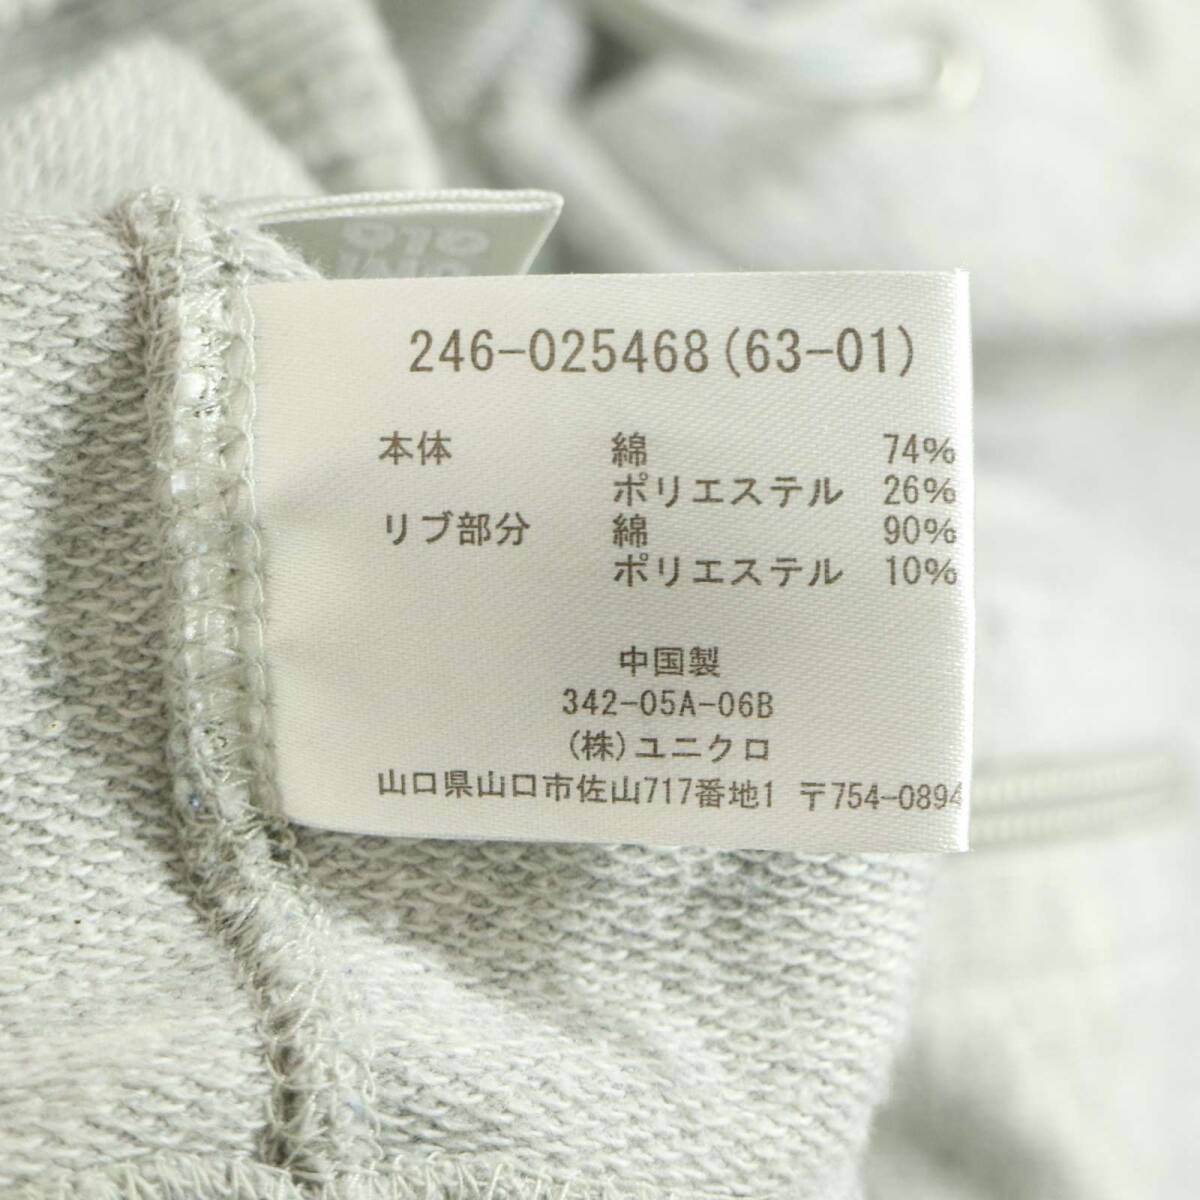 246-025468(63-01)
本体 綿 74%
ポリエステル 26%
リブ部分 綿 90%
ポリエステル 10%
中国製
342-05A-06B
(株)ユニクロ
山口県山口市佐山717番地1 〒754-0894